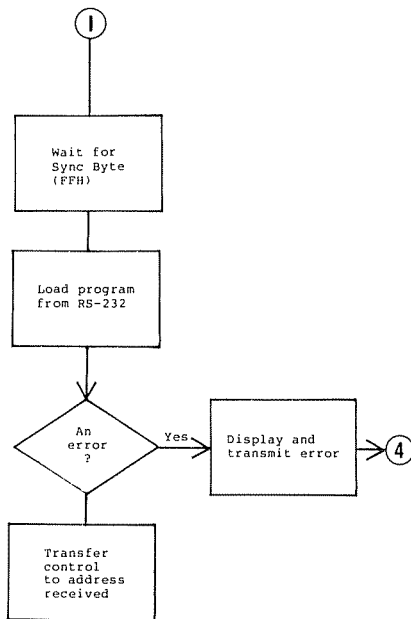 1
Wait for
Sync Byte
(FFH)
Load program
from RS-232
An
error
?
Yes
Display and
transmit error
4
Transfer
control
to address
received